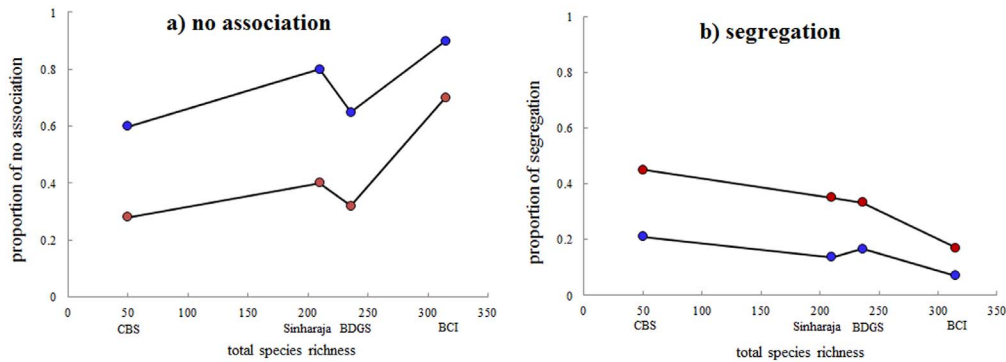 a) no association
proportion of no association
1
0.8
0.6
0.4
0.2
0
0 50 100 150 200 250 300 350
CBS Sinharaja BDGS BCI
total species richness
b) segregation
proportion of segregation
1
0.8
0.6
0.4
0.2
0
0 50 100 150 200 250 300 350
CBS Sinharaja BDGS BCI
total species richness